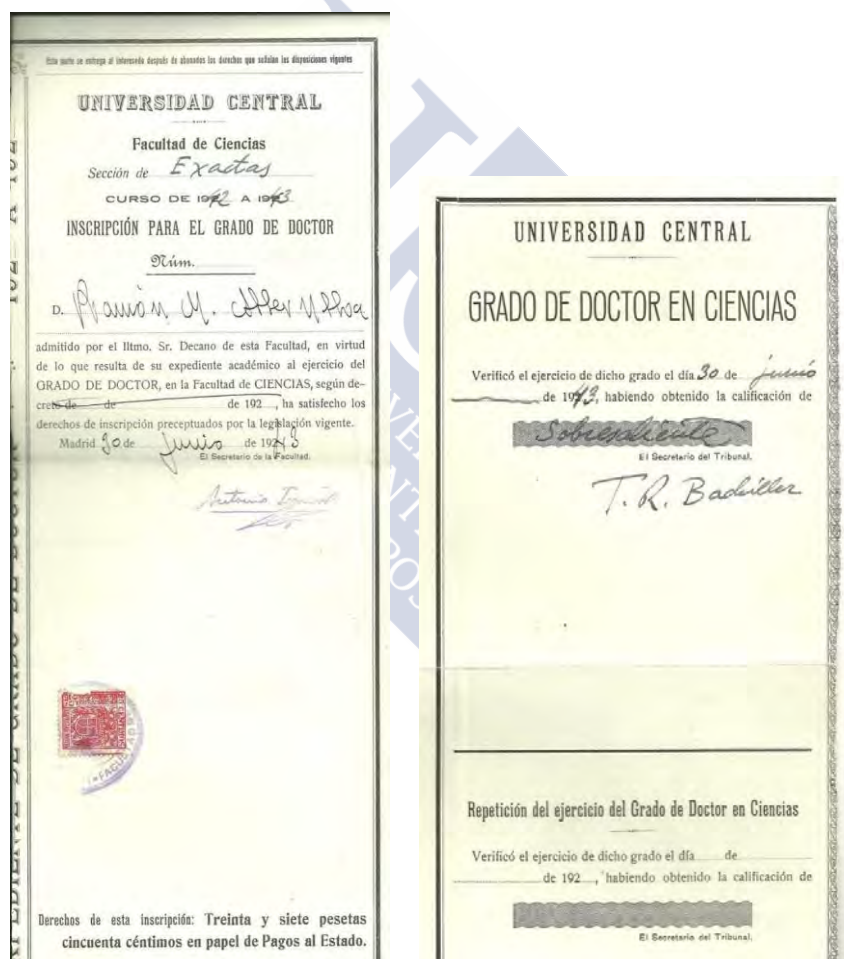 Este sueto se entrega al interesado después de abonados los derechos que señalan las disposiciones vigentes
UNIVERSIDAD CENTRAL
Facultad de Ciencias
Sección de Exactas
CURSO DE 1942 A 1943
INSCRIPCIÓN PARA EL GRADO DE DOCTOR
Núm.
D. Ramón M. Aller Ulloa
admitido por el Iltmo. Sr. Decano de esta Facultad, en virtud
de lo que resulta de su expediente académico al ejercicio del
GRADO DE DOCTOR, en la Facultad de CIENCIAS, según de-
creto de de de 192 , ha satisfecho los
derechos de inscripción preceptuados por la legislación vigente.
Madrid 30 de junio de 1943
El Secretario de la Facultad.
Antonio
Derechos de esta inscripción: Treinta y siete pesetas
cincuenta céntimos en papel de Pagos al Estado.
UNIVERSIDAD CENTRAL
GRADO DE DOCTOR EN CIENCIAS
Verificó el ejercicio de dicho grado el día 30 de junio
de 1943, habiendo obtenido la calificación de
Sobresaliente
El Secretario del Tribunal,
T. R. Bachiller
Repetición del ejercicio del Grado de Doctor en Ciencias
Verificó el ejercicio de dicho grado el día de
de 192 , habiendo obtenido la calificación de
El Secretario del Tribunal,